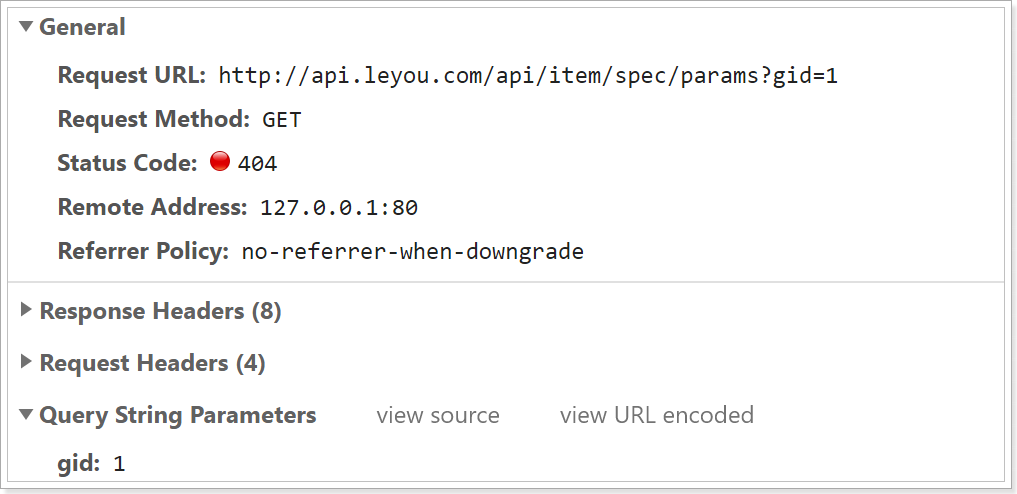 General
Request URL: http://api.leyou.com/api/item/spec/params?gid=1
Request Method: GET
Status Code: 404
Remote Address: 127.0.0.1:80
Referrer Policy: no-referrer-when-downgrade
Response Headers (8)
Request Headers (4)
Query String Parameters view source view URL encoded
gid: 1